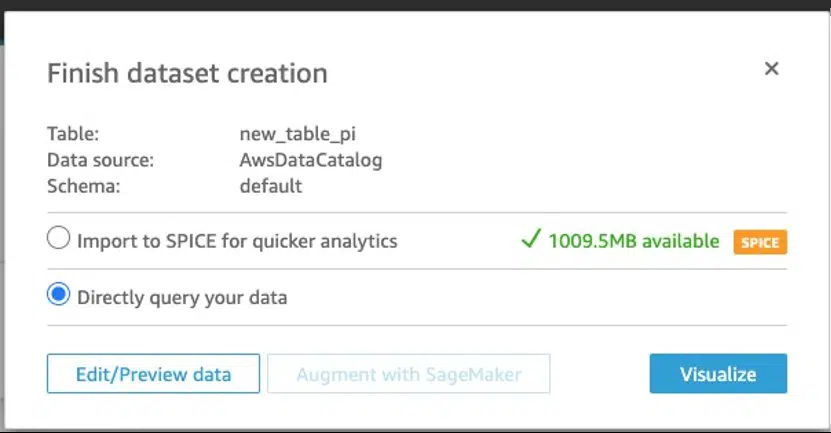 Finish dataset creation
Table: new_table_pi
Data source: AwsDataCatalog
Schema: default
Import to SPICE for quicker analytics 1009.5MB available SPICE
Directly query your data
Edit/Preview data Augment with SageMaker Visualize